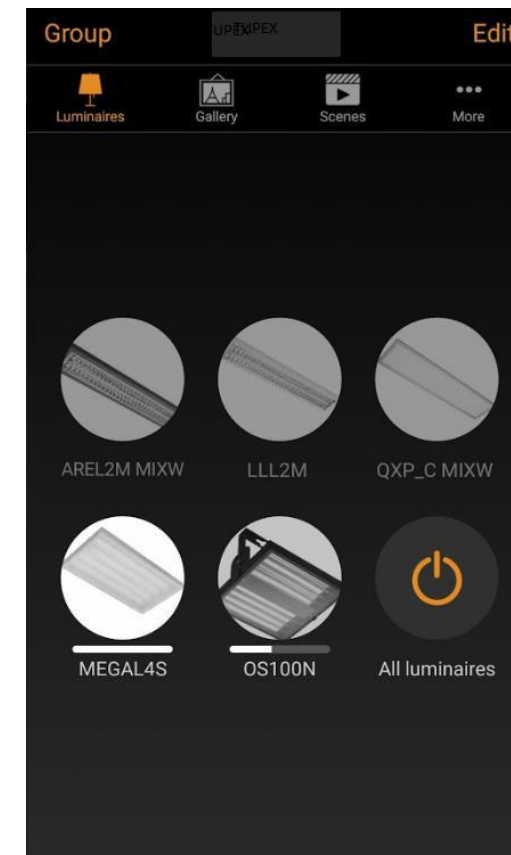 Group Edit
Luminaires Gallery Scenes More
AREL2M MIXW LLL2M QXP_C MIXW
MEGAL4S OS100N All luminaires